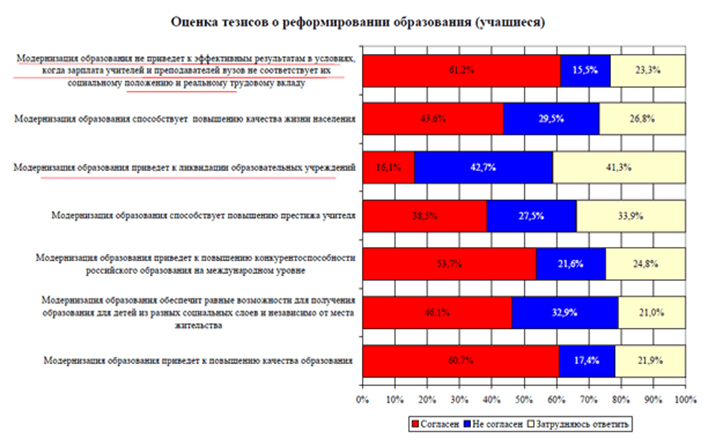 Оценка тезисов о реформировании образования (учащиеся)
Модернизация образования не приведет к эффективным результатам в условиях,
когда зарплата учителей и преподавателей вузов не соответствует их
социальному положению и реальному трудовому вкладу
61,2% 15,5% 23,3%
Модернизация образования способствует повышению качества жизни населения
43,6% 29,5% 26,8%
Модернизация образования приведет к ликвидации образовательных учреждений
16,1% 42,7% 41,3%
Модернизация образования способствует повышению престижа учителя
38,5% 27,5% 33,9%
Модернизация образования приведет к повышению конкурентоспособности
российского образования на международном уровне
53,7% 21,6% 24,8%
Модернизация образования обеспечит равные возможности для получения
образования для детей из разных социальных слоев и независимо от места
жительства
46,1% 32,9% 21,0%
Модернизация образования приведет к повышению качества образования
60,7% 17,4% 21,9%
0% 10% 20% 30% 40% 50% 60% 70% 80% 90% 100%
Согласен Не согласен Затрудняюсь ответить